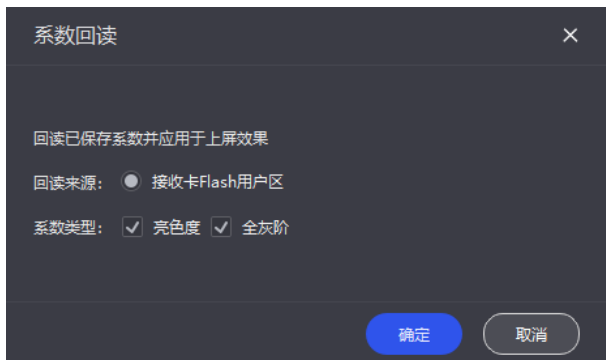 系数回读
回读已保存系数并应用于上屏效果
回读来源： 接收卡Flash用户区
系数类型： 亮色度 全灰阶
确定 取消